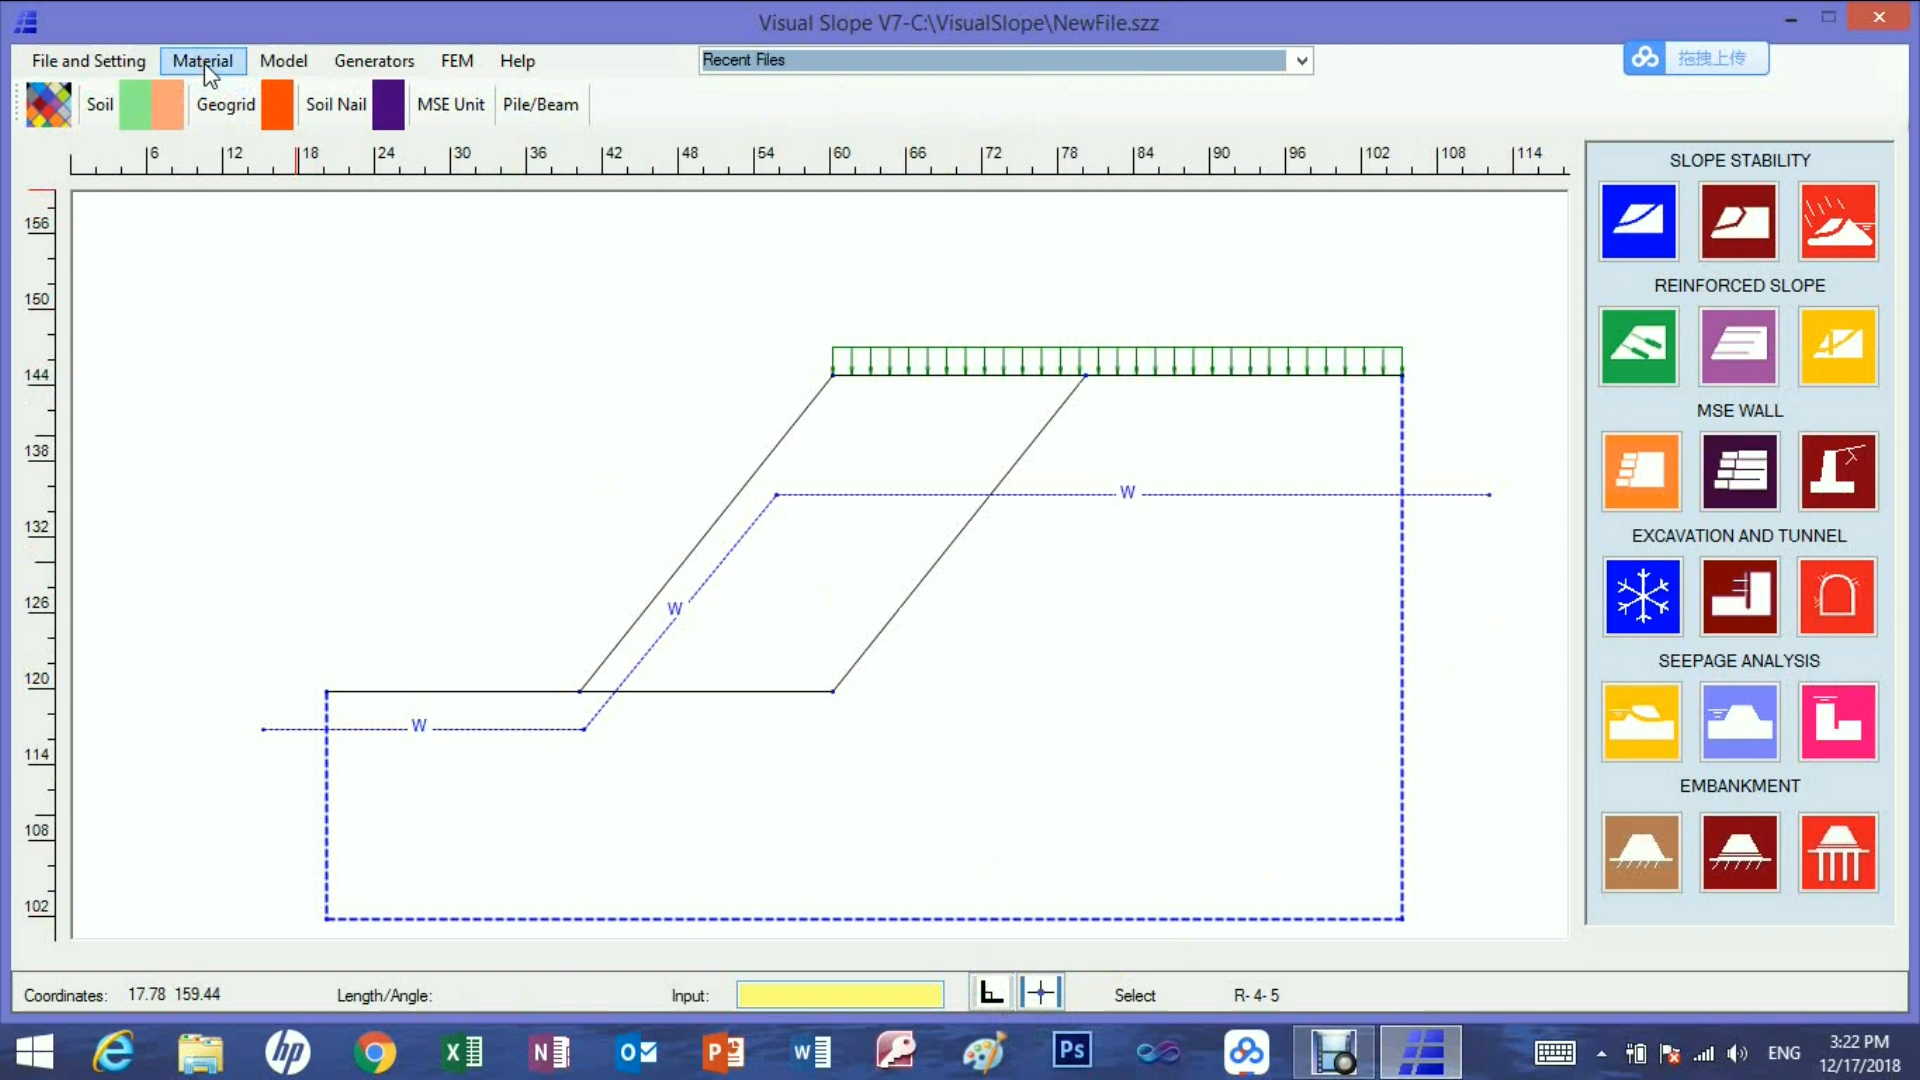 Visual Slope V7-C:\VisualSlope\NewFile.szz
File and Setting Material Model Generators FEM Help Recent Files 拖拽上传
Soil Geogrid Soil Nail MSE Unit Pile/Beam
6 12 18 24 30 36 42 48 54 60 66 72 78 84 90 96 102 108 114
156
150
144
138
132
126
120
114
108
102
W
W
W
SLOPE STABILITY
REINFORCED SLOPE
MSE WALL
EXCAVATION AND TUNNEL
SEEPAGE ANALYSIS
EMBANKMENT
Coordinates: 17.78 159.44 Length/Angle: Input: Select R- 4- 5
ENG
3:22 PM
12/17/2018